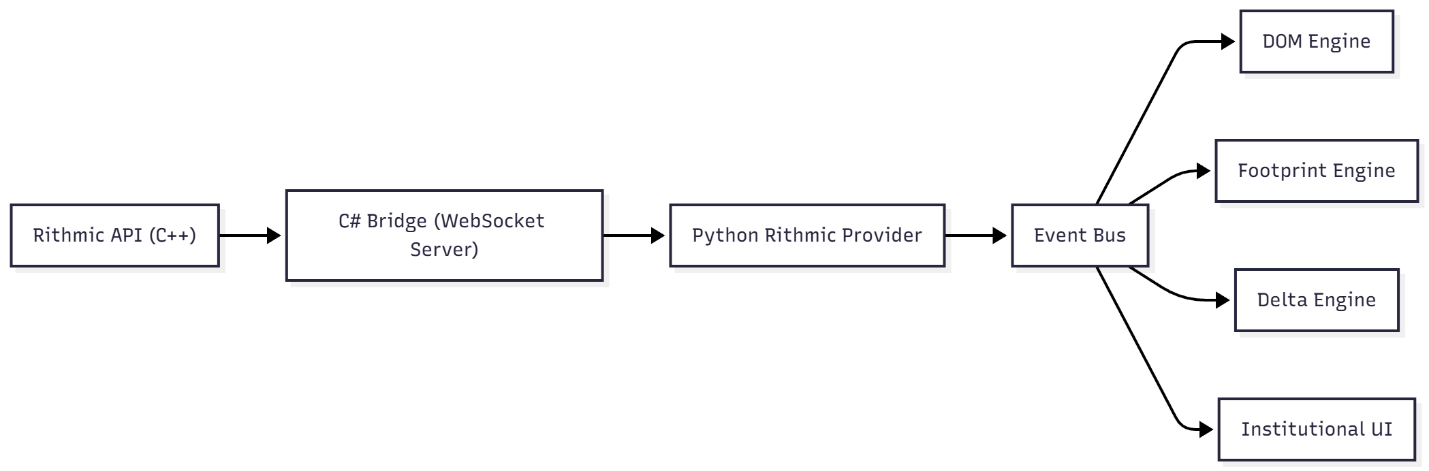 Rithmic API (C++)
C# Bridge (WebSocket
Server)
Python Rithmic Provider
Event Bus
DOM Engine
Footprint Engine
Delta Engine
Institutional UI